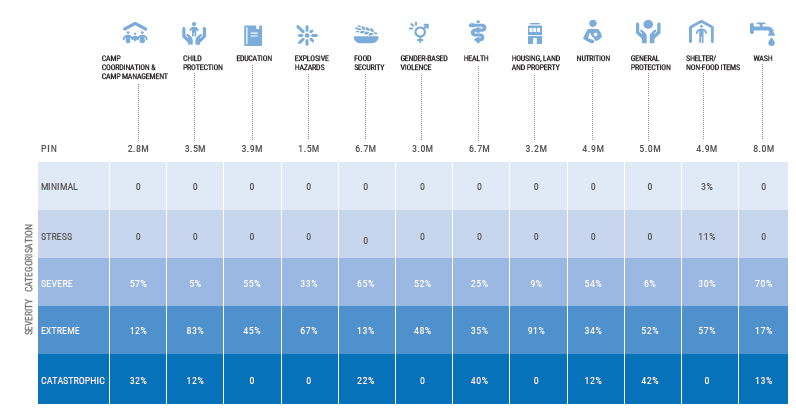 CAMP
COORDINATION &
CAMP MANAGEMENT
CHILD
PROTECTION
EDUCATION
EXPLOSIVE
HAZARDS
FOOD
SECURITY
GENDER-BASED
VIOLENCE
HEALTH
HOUSING, LAND
AND PROPERTY
NUTRITION
GENERAL
PROTECTION
SHELTER/
NON-FOOD ITEMS
WASH
PIN 2.8M 3.5M 3.9M 1.5M 6.7M 3.0M 6.7M 3.2M 4.9M 5.0M 4.9M 8.0M
SEVERITY CATEGORISATION
MINIMAL 0 0 0 0 0 0 0 0 0 0 3% 0
STRESS 0 0 0 0 0 0 0 0 0 0 11% 0
SEVERE 57% 5% 55% 33% 65% 52% 25% 9% 54% 6% 30% 70%
EXTREME 12% 83% 45% 67% 13% 48% 35% 91% 34% 52% 57% 17%
CATASTROPHIC 32% 12% 0 0 22% 0 40% 0 12% 42% 0 13%